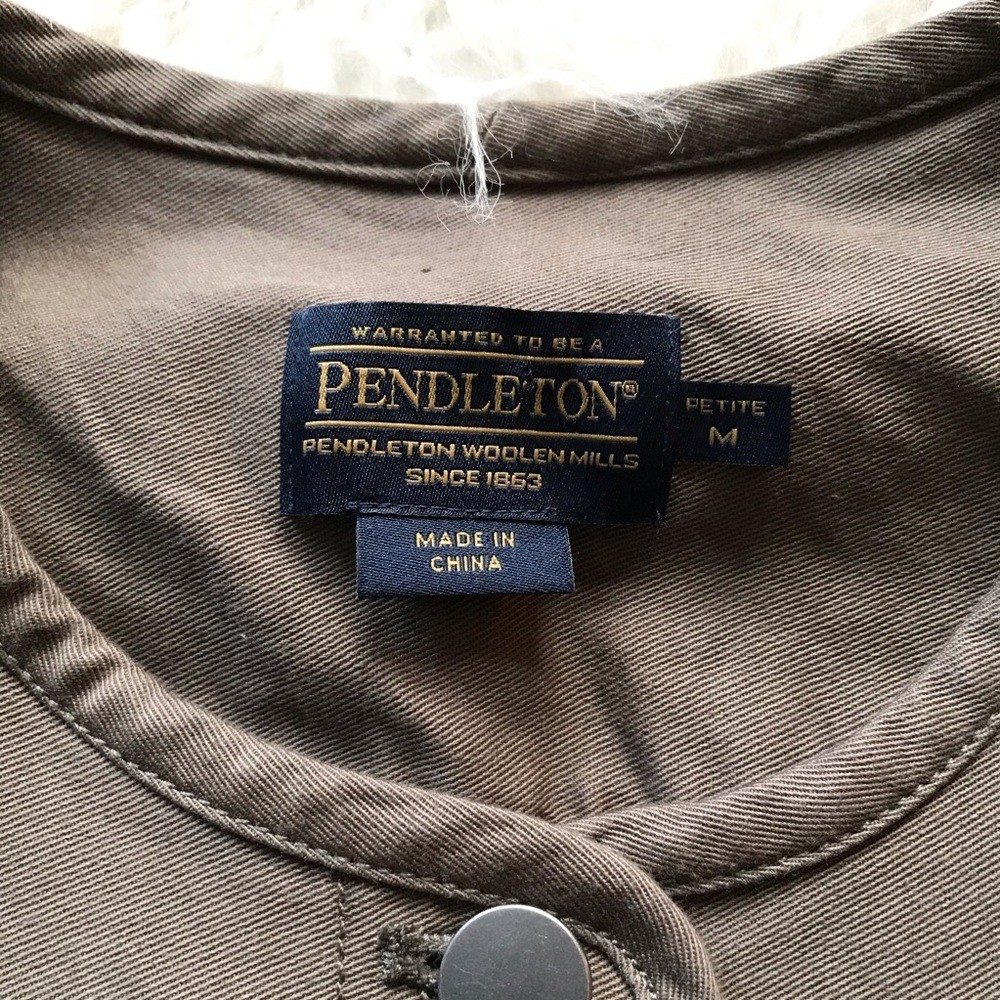 WARRANTED TO BE A
PENDLETON®
PENDLETON WOOLEN MILLS
SINCE 1863
PETITE
M
MADE IN
CHINA